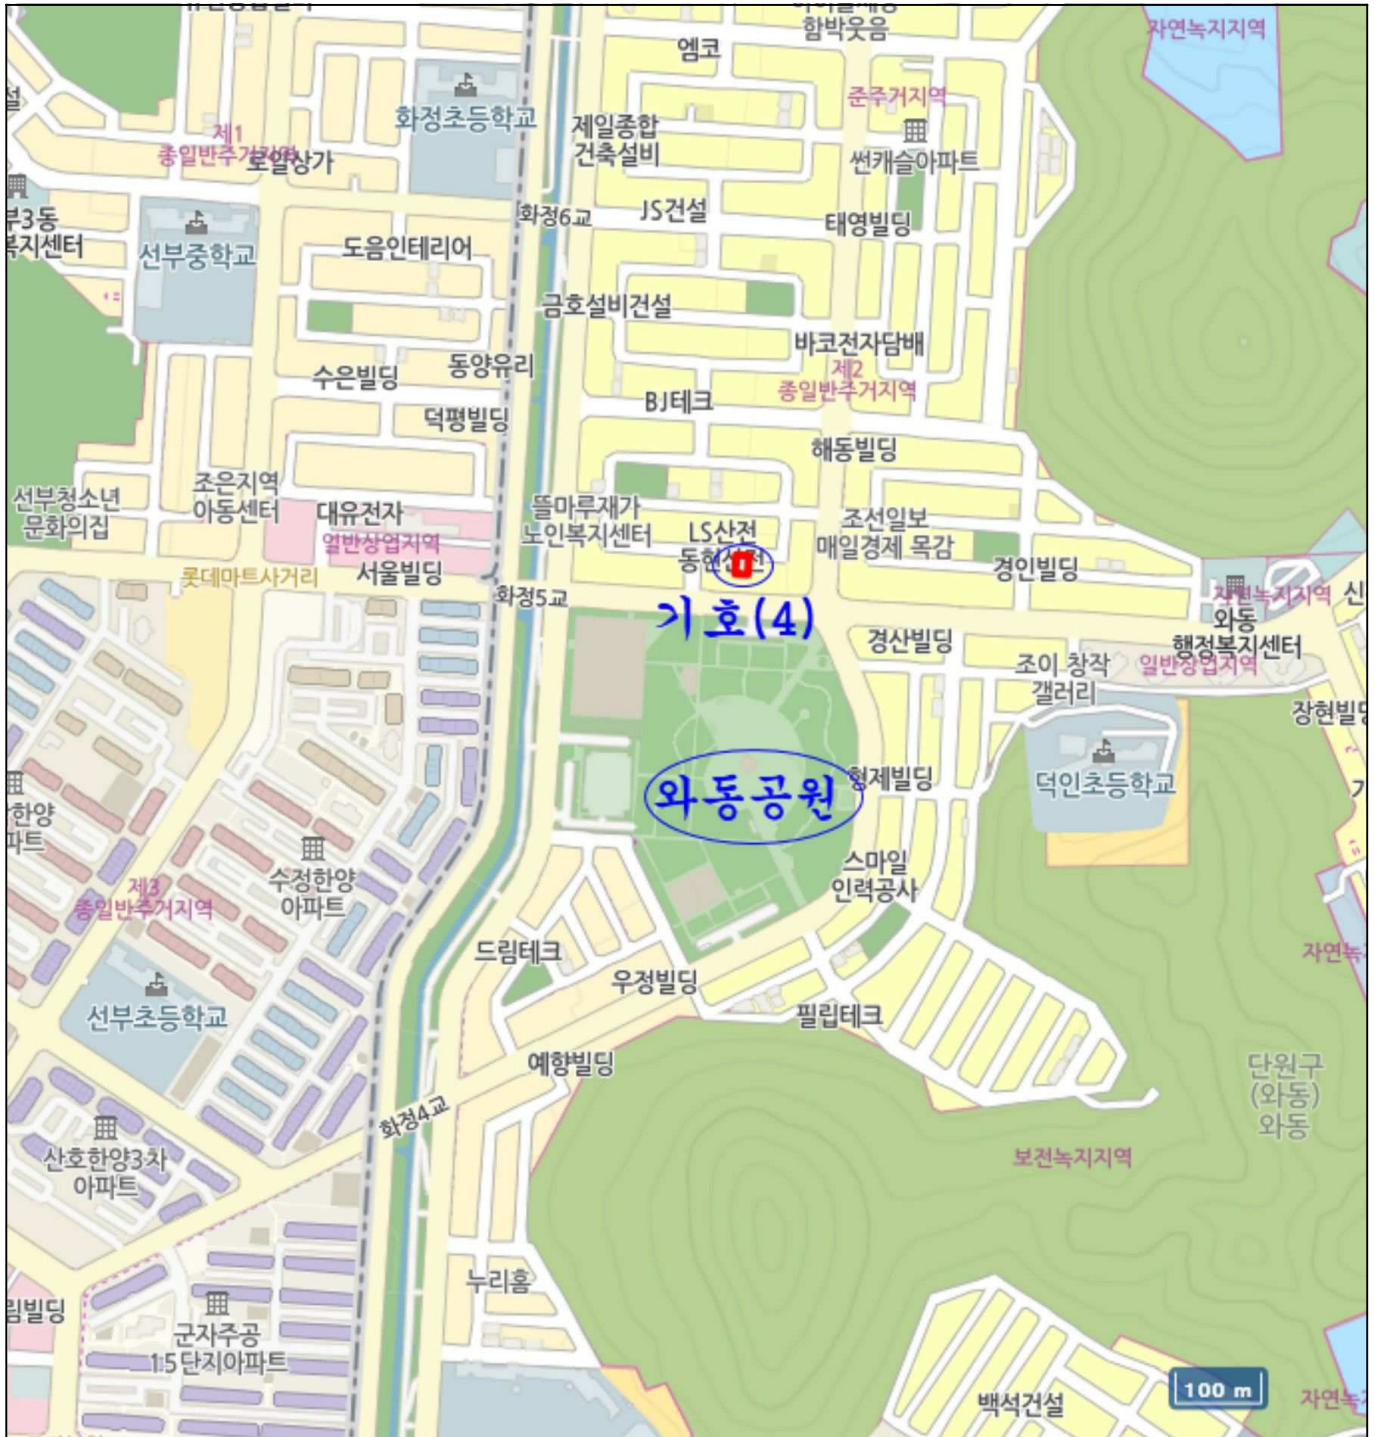 함박웃음
자연녹지지역
엠코
준주거지역
화정초등학교
제일종합
건축설비
제1
종일반주거지역
로얄상가
썬캐슬아파트
부3동
복지센터
선부중학교
화정6교
JS건설
태영빌딩
도음인테리어
금호설비건설
바코전자담배
제2
종일반주거지역
동양유리
수은빌딩
덕평빌딩
BJ테크
해동빌딩
선부청소년
문화의집
조은지역
아동센터
대유전자
일반상업지역
서울빌딩
롯데마트사거리
뜰마루재가
노인복지센터
LS산전
동현산전
조선일보
매일경제 목감
경인빌딩
화정5교
기호(4)
자연녹지지역
신
와동
행정복지센터
경산빌딩
조이 창작
갤러리
일반상업지역
장현빌딩
와동공원
형제빌딩
덕인초등학교
한양
파트
수정한양
아파트
제3
종일반주거지역
스마일
인력공사
드림테크
우정빌딩
필립테크
자연녹
선부초등학교
예향빌딩
화정4교
단원구
(와동)
와동
보전녹지지역
산호한양3차
아파트
누리홈
림빌딩
군자주공
15단지아파트
100 m
백석건설
자연녹